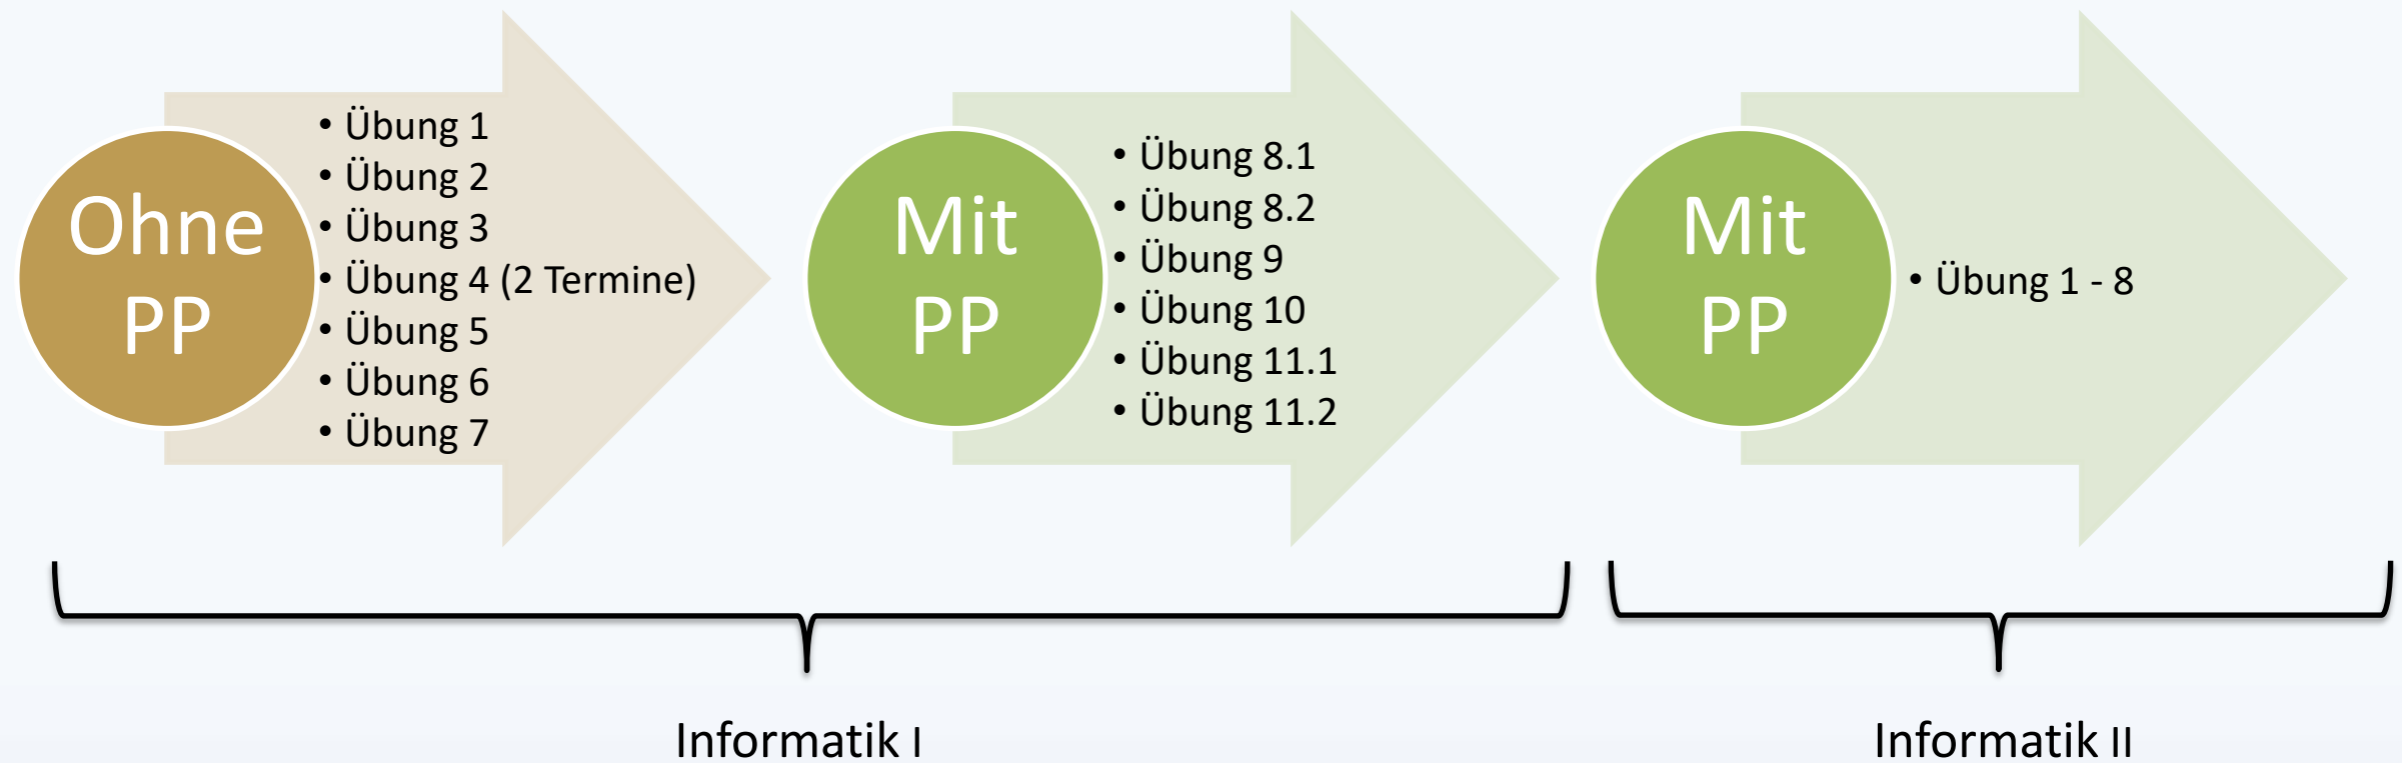 Ohne
PP
• Übung 1
• Übung 2
• Übung 3
• Übung 4 (2 Termine)
• Übung 5
• Übung 6
• Übung 7
Mit
PP
• Übung 8.1
• Übung 8.2
• Übung 9
• Übung 10
• Übung 11.1
• Übung 11.2
Mit
PP
• Übung 1 - 8
Informatik I
Informatik II